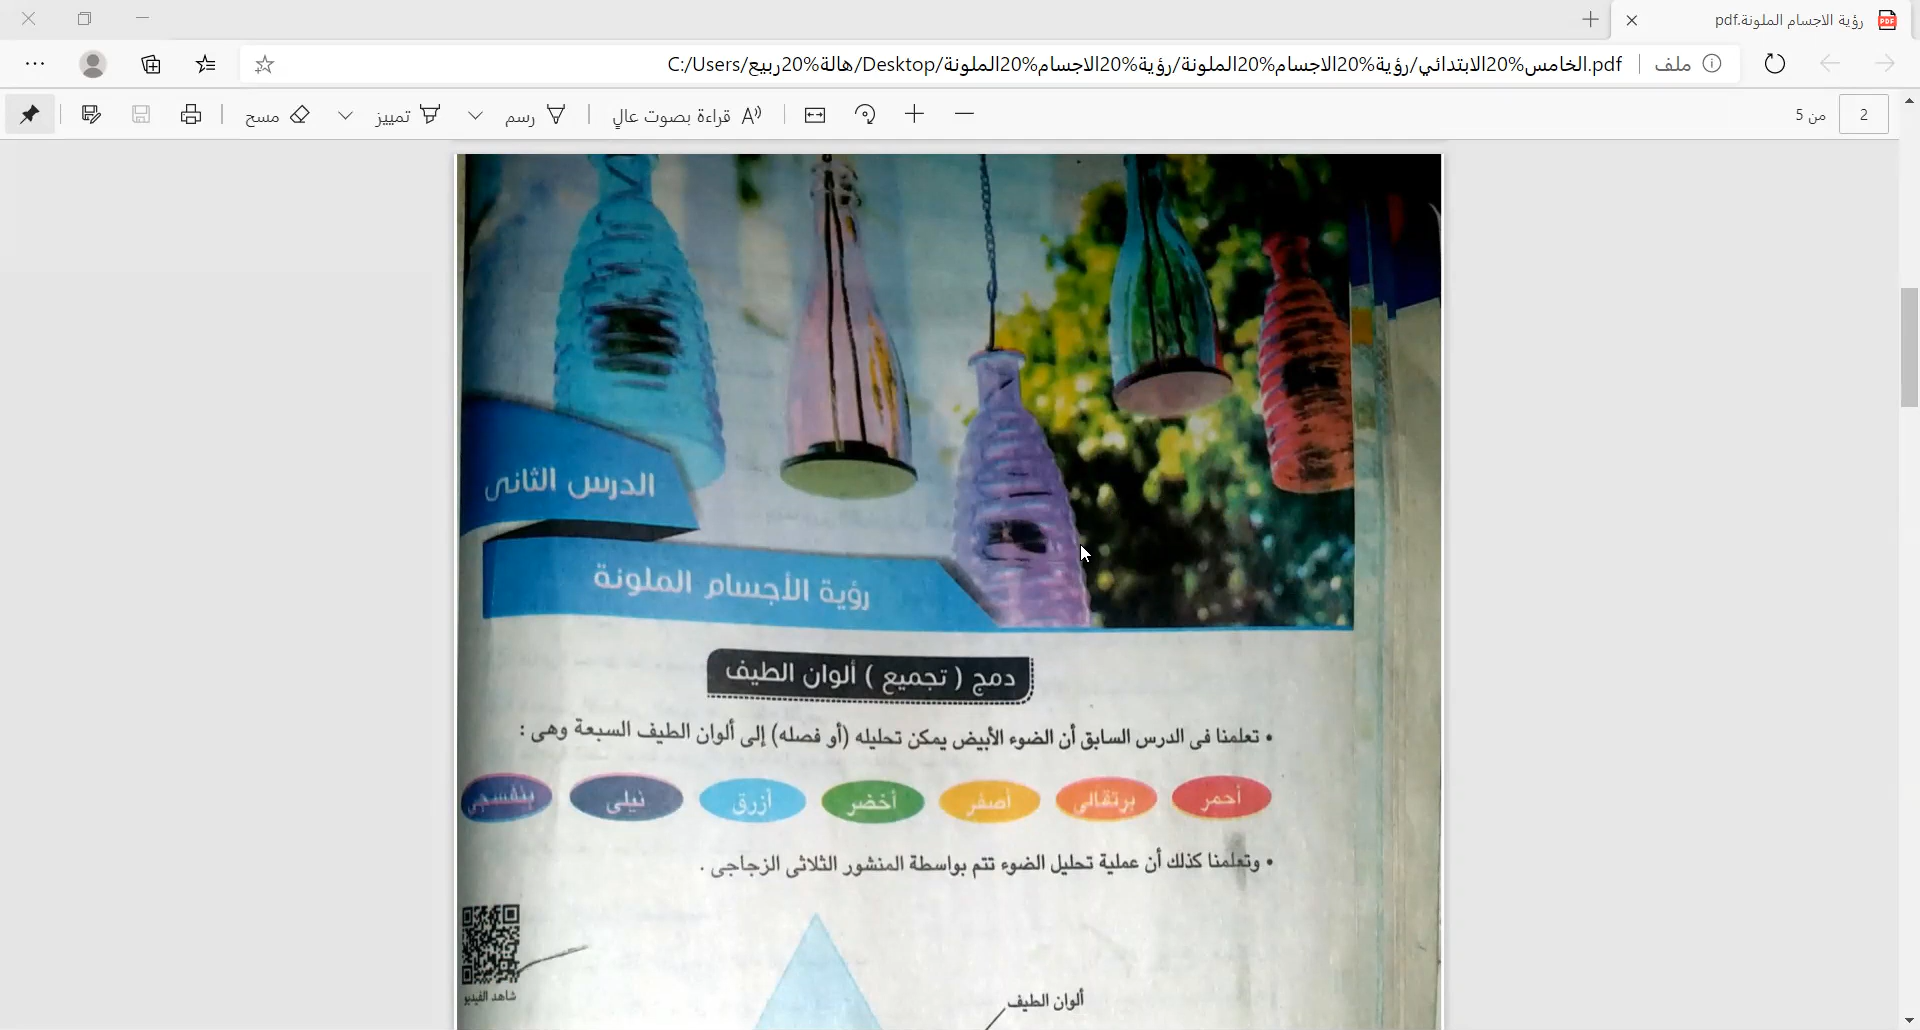 رؤية الاجسام الملونة.pdf
ملف
C:/Users/هالة%20ربيع/Desktop/رؤية%20الاجسام%20الملونة/رؤية%20الاجسام%20الملونة/الخامس%20الابتدائي.pdf
2
من 5
قراءة بصوت عالٍ
رسم
تمييز
مسح
الدرس الثانى
رؤية الأجسام الملونة
دمج ( تجميع ) ألوان الطيف
• تعلمنا فى الدرس السابق أن الضوء الأبيض يمكن تحليله (أو فصله) إلى ألوان الطيف السبعة وهى :
أحمر برتقالى أصفر أخضر أزرق نيلى بنفسجى
• وتعلمنا كذلك أن عملية تحليل الضوء تتم بواسطة المنشور الثلاثى الزجاجى .
شاهد الفيديو
ألوان الطيف